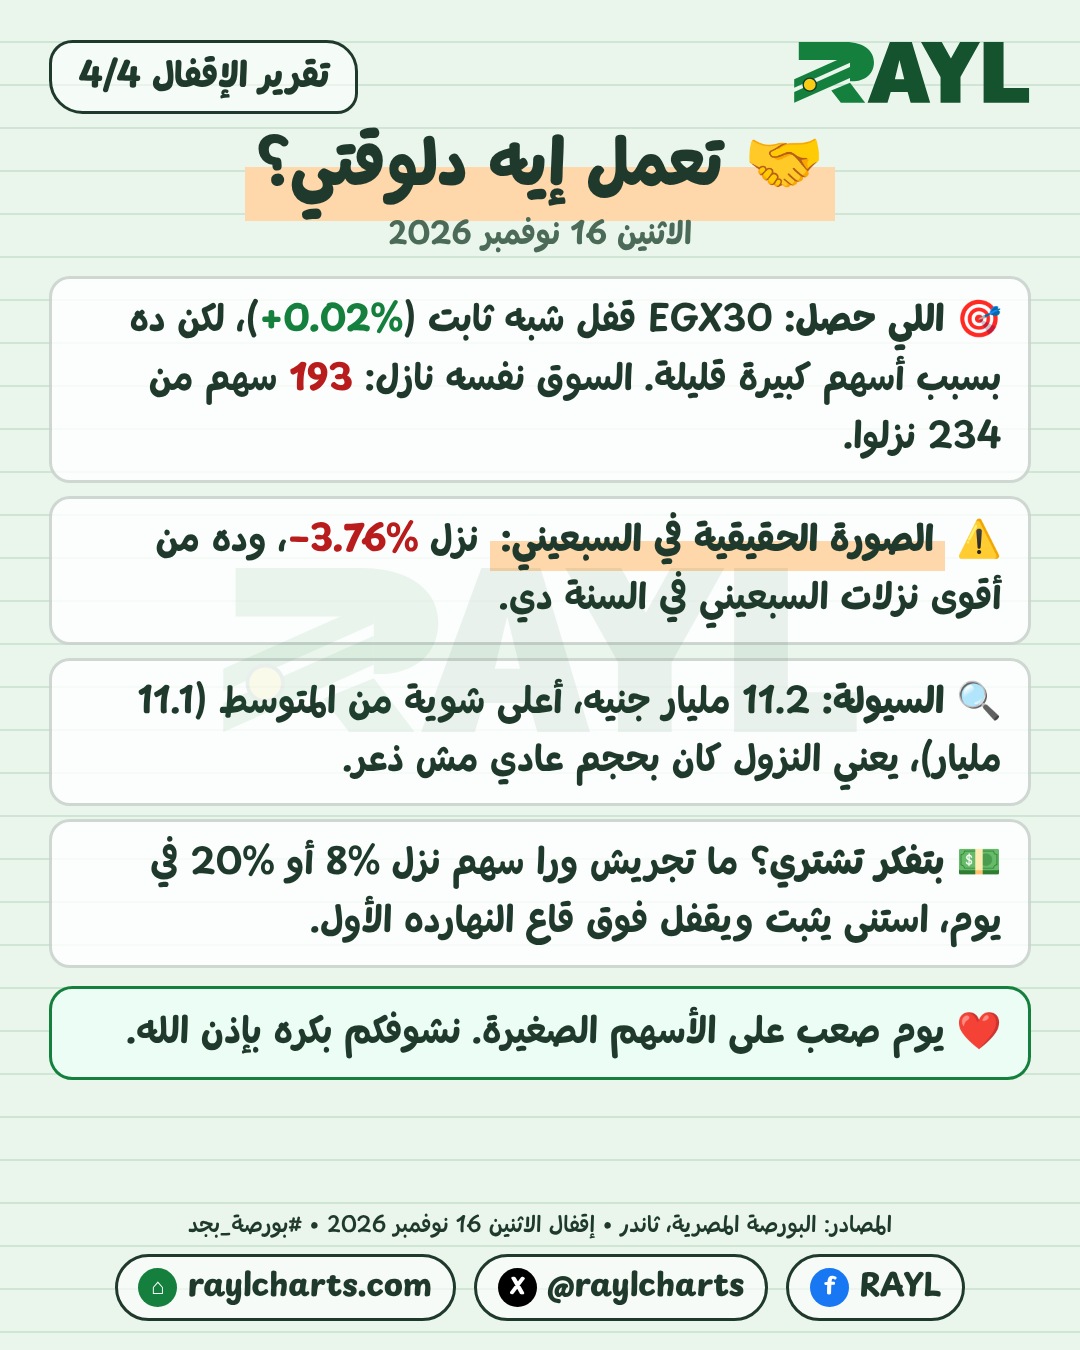 RAYL
تقرير الإقفال 4/4
🤝 تعمل إيه دلوقتي؟
الاثنين 16 نوفمبر 2026
🎯 اللي حصل: EGX30 قفل شبه ثابت (+0.02%)، لكن ده
بسبب أسهم كبيرة قليلة. السوق نفسه نازل: 193 سهم من
234 نزلوا.
⚠️ الصورة الحقيقية في السبعيني: نزل −3.76%، وده من
أقوى نزلات السبعيني في السنة دي.
🔍 السيولة: 11.2 مليار جنيه، أعلى شوية من المتوسط (11.1
مليار)، يعني النزول كان بحجم عادي مش ذعر.
💵 بتفكر تشتري؟ ما تجريش ورا سهم نزل 8% أو 20% في
يوم، استنى يثبت ويقفل فوق قاع النهارده الأول.
❤️ يوم صعب على الأسهم الصغيرة. نشوفكم بكرة بإذن الله.
المصادر: البورصة المصرية، ثاندر • إقفال الاثنين 16 نوفمبر 2026 • #بورصة_بجد
RAYL
@raylcharts
raylcharts.com